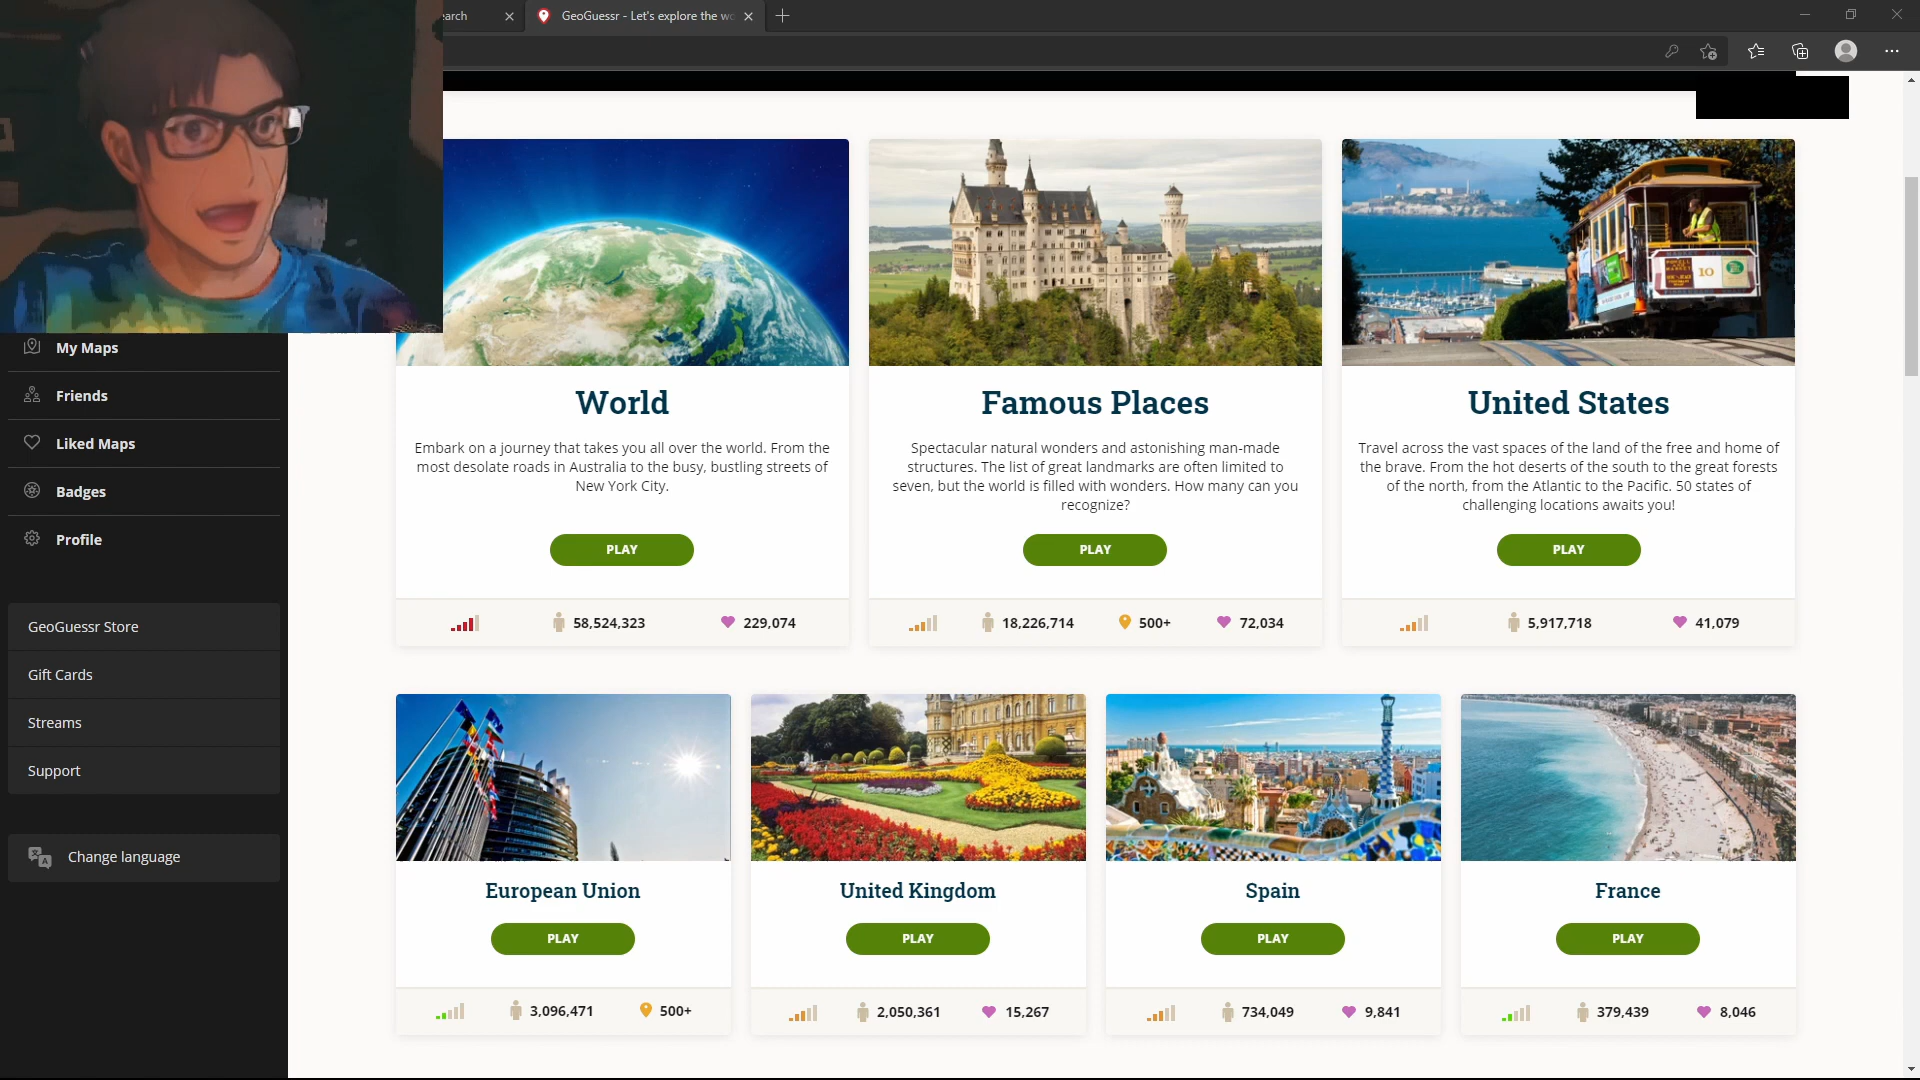 earch
GeoGuessr - Let's explore the wo
My Maps
Friends
Liked Maps
Badges
Profile
GeoGuessr Store
Gift Cards
Streams
Support
Change language
World
Embark on a journey that takes you all over the world. From the
most desolate roads in Australia to the busy, bustling streets of
New York City.
PLAY
58,524,323
229,074
Famous Places
Spectacular natural wonders and astonishing man-made
structures. The list of great landmarks are often limited to
seven, but the world is filled with wonders. How many can you
recognize?
PLAY
18,226,714
500+
72,034
10
United States
Travel across the vast spaces of the land of the free and home of
the brave. From the hot deserts of the south to the great forests
of the north, from the Atlantic to the Pacific. 50 states of
challenging locations awaits you!
PLAY
5,917,718
41,079
European Union
PLAY
3,096,471
500+
United Kingdom
PLAY
2,050,361
15,267
Spain
PLAY
734,049
9,841
France
PLAY
379,439
8,046